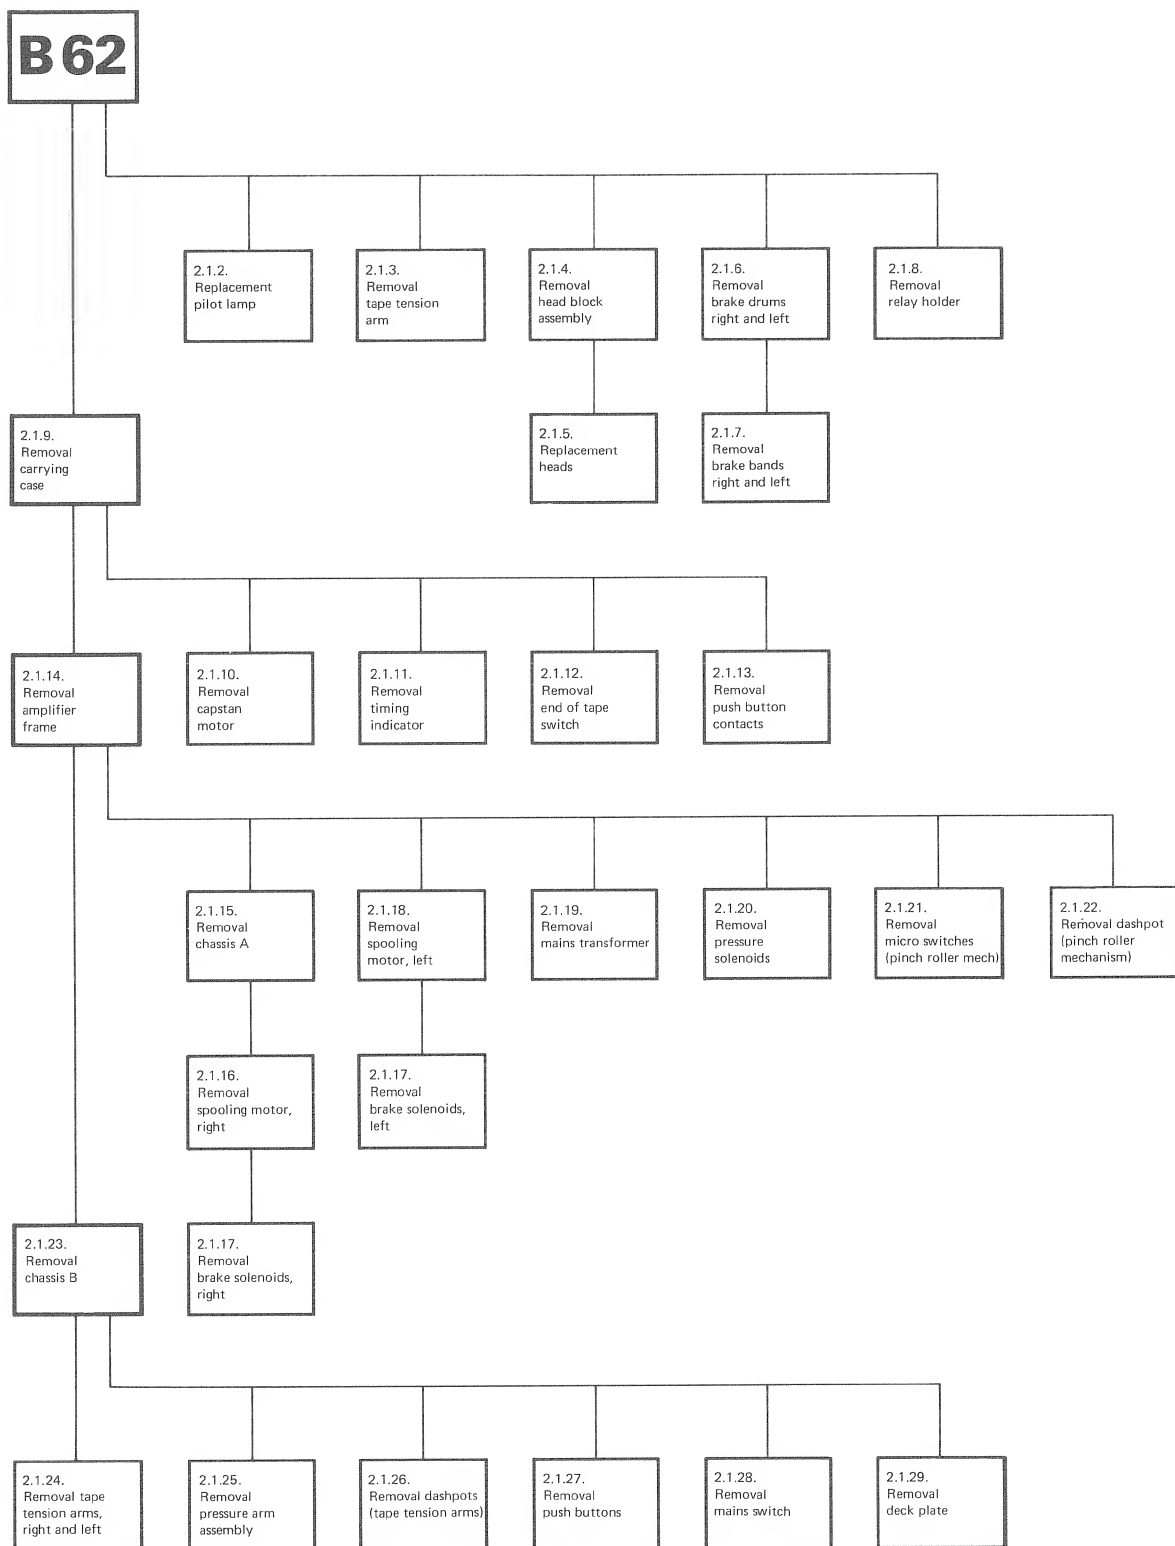 B62
2.1.2.
Replacement
pilot lamp
2.1.3.
Removal
tape tension
arm
2.1.4.
Removal
head block
assembly
2.1.6.
Removal
brake drums
right and left
2.1.8.
Removal
relay holder
2.1.9.
Removal
carrying
case
2.1.5.
Replacement
heads
2.1.7.
Removal
brake bands
right and left
2.1.14.
Removal
amplifier
frame
2.1.10.
Removal
capstan
motor
2.1.11.
Removal
timing
indicator
2.1.12.
Removal
end of tape
switch
2.1.13.
Removal
push button
contacts
2.1.15.
Removal
chassis A
2.1.18.
Removal
spooling
motor, left
2.1.19.
Removal
mains transformer
2.1.20.
Removal
pressure
solenoids
2.1.21.
Removal
micro switches
(pinch roller mech)
2.1.22.
Removal dashpot
(pinch roller
mechanism)
2.1.16.
Removal
spooling motor,
right
2.1.17.
Removal
brake solenoids,
left
2.1.23.
Removal
chassis B
2.1.17.
Removal
brake solenoids,
right
2.1.24.
Removal tape
tension arms,
right and left
2.1.25.
Removal
pressure arm
assembly
2.1.26.
Removal dashpots
(tape tension arms)
2.1.27.
Removal
push buttons
2.1.28.
Removal
mains switch
2.1.29.
Removal
deck plate